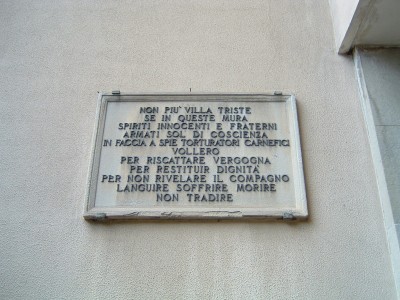 NON PIU' VILLA TRISTE
SE IN QUESTE MURA
SPIRITI INNOCENTI E FRATERNI
ARMATI SOL DI COSCIENZA
IN FACCIA A SPIE TORTURATORI CARNEFICI
VOLLERO
PER RISCATTARE VERGOGNA
PER RESTITUIR DIGNITÀ
PER NON RIVELARE IL COMPAGNO
LANGUIRE SOFFRIRE MORIRE
NON TRADIRE